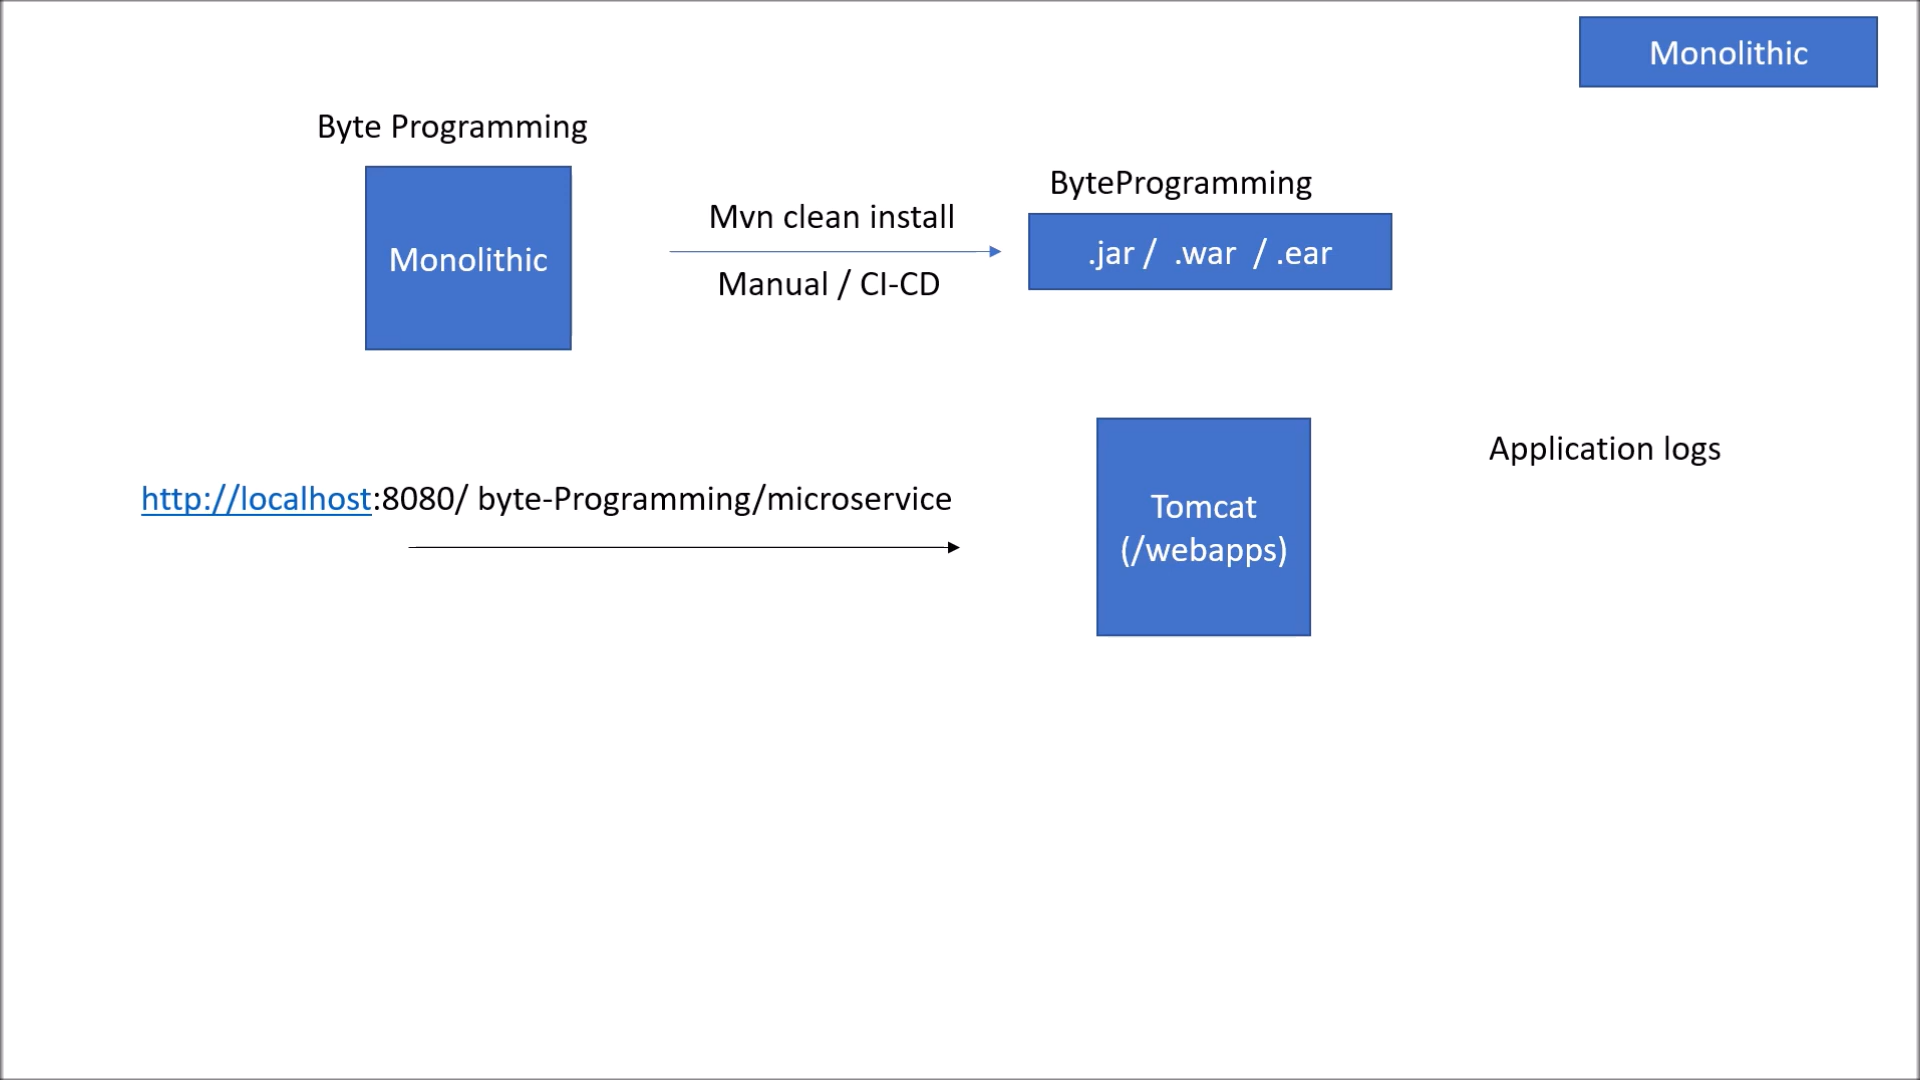 Monolithic
Byte Programming
Monolithic
Mvn clean install
Manual / CI-CD
ByteProgramming
.jar /  .war  / .ear
http://localhost:8080/ byte-Programming/microservice
Tomcat
(/webapps)
Application logs